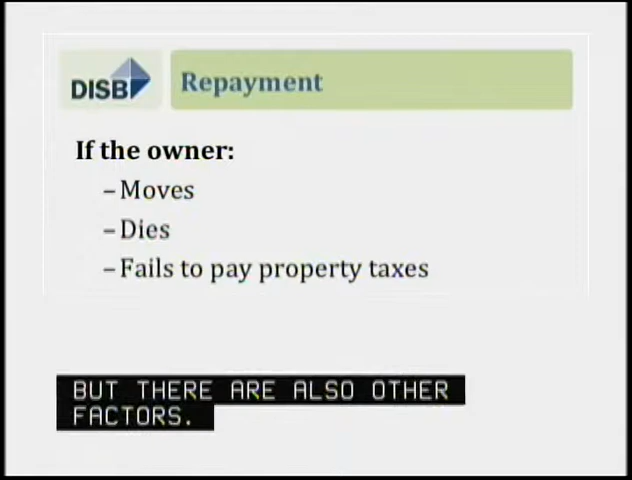 DISB
Repayment
If the owner:
– Moves
– Dies
– Fails to pay property taxes
BUT THERE ARE ALSO OTHER
FACTORS.